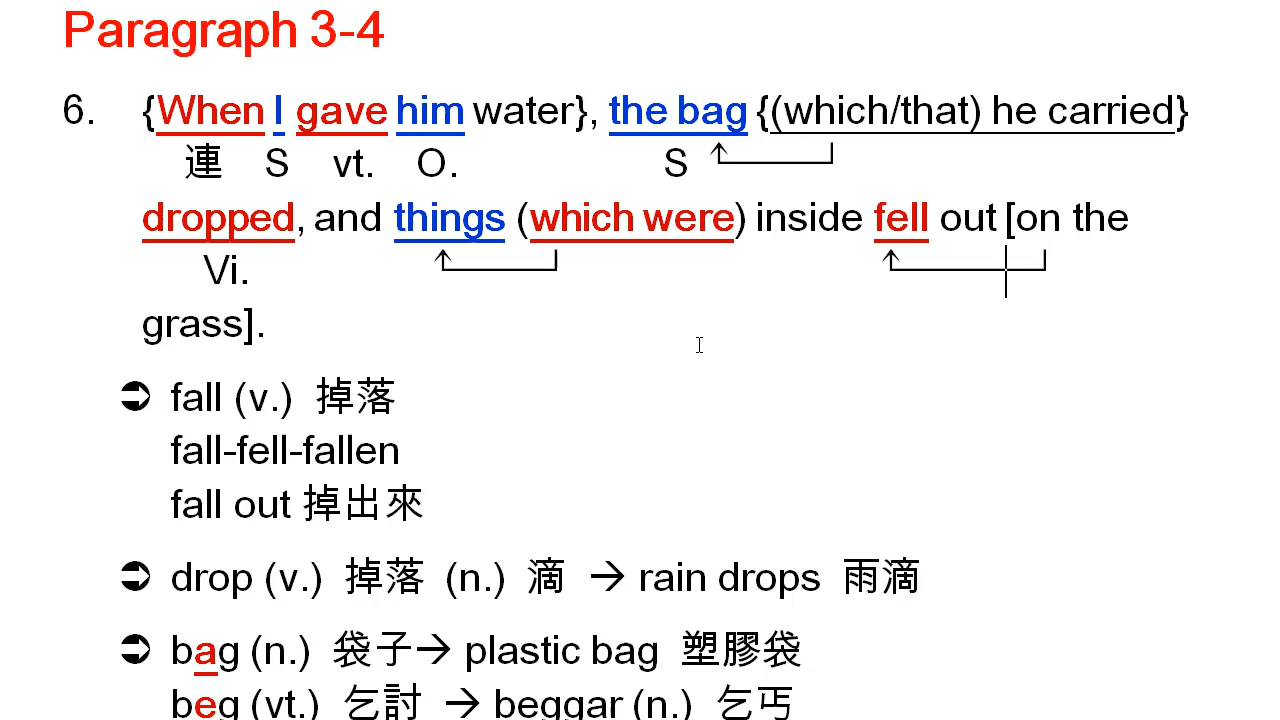 Paragraph 3-4
6. {When I gave him water}, the bag {(which/that) he carried}
連 S vt. O. S
dropped, and things (which were) inside fell out [on the
Vi.
grass].
➲ fall (v.) 掉落
fall-fell-fallen
fall out 掉出來
➲ drop (v.) 掉落 (n.) 滴 → rain drops 雨滴
➲ bag (n.) 袋子→ plastic bag 塑膠袋
beg (vt.) 乞討 → beggar (n.) 乞丐